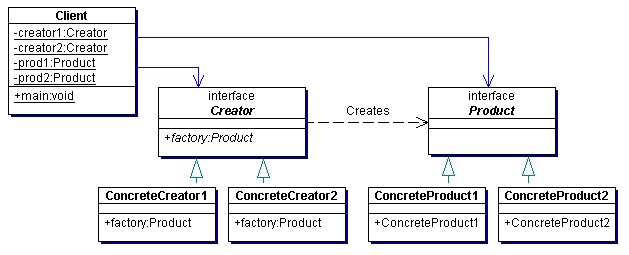 Client
-creator1:Creator
-creator2:Creator
-prod1:Product
-prod2:Product
+main:void
interface
Creator
+factory:Product
Creates
interface
Product
ConcreteCreator1
+factory:Product
ConcreteCreator2
+factory:Product
ConcreteProduct1
+ConcreteProduct1
ConcreteProduct2
+ConcreteProduct2